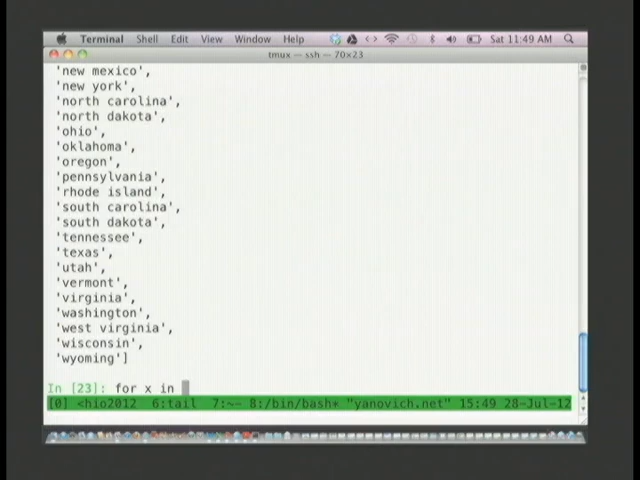 Terminal Shell Edit View Window Help Sat 11:49 AM
tmux — ssh — 70×23
'new mexico',
'new york',
'north carolina',
'north dakota',
'ohio',
'oklahoma',
'oregon',
'pennsylvania',
'rhode island',
'south carolina',
'south dakota',
'tennessee',
'texas',
'utah',
'vermont',
'virginia',
'washington',
'west virginia',
'wisconsin',
'wyoming']
In [23]: for x in
[0] <hio2012 6:tail 7:~- 8:/bin/bash* "yanovich.net" 15:49 28-Jul-12